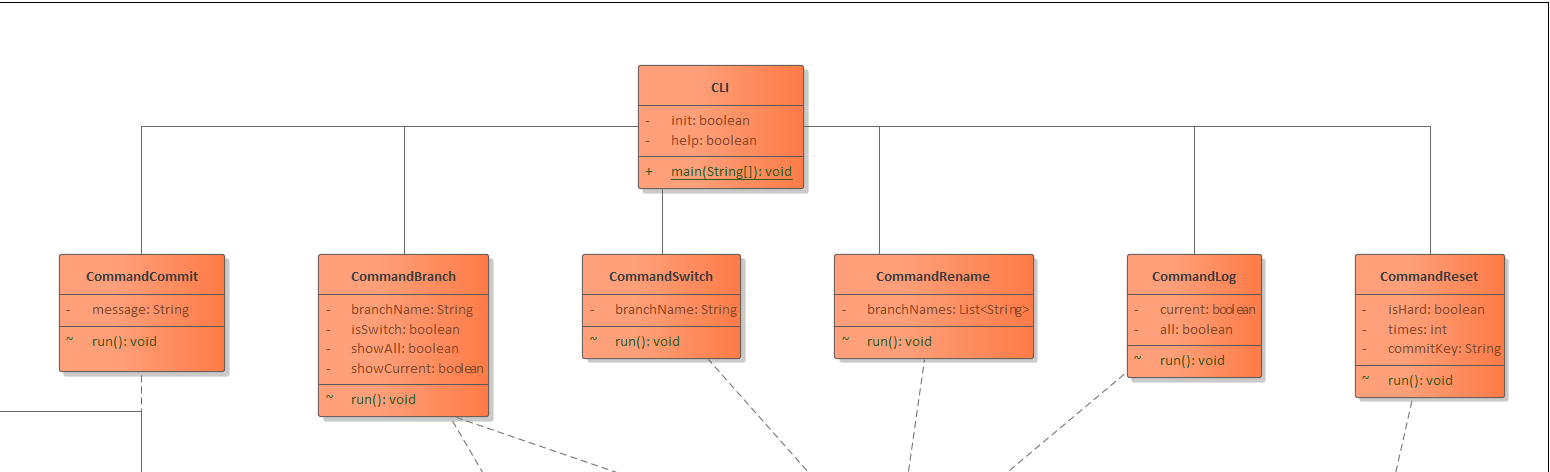 CLI
- init: boolean
- help: boolean
+ main(String[]): void
CommandCommit
- message: String
~ run(): void
CommandBranch
- branchName: String
- isSwitch: boolean
- showAll: boolean
- showCurrent: boolean
~ run(): void
CommandSwitch
- branchName: String
~ run(): void
CommandRename
- branchNames: List<String>
~ run(): void
CommandLog
- current: boolean
- all: boolean
~ run(): void
CommandReset
- isHard: boolean
- times: int
- commitKey: String
~ run(): void